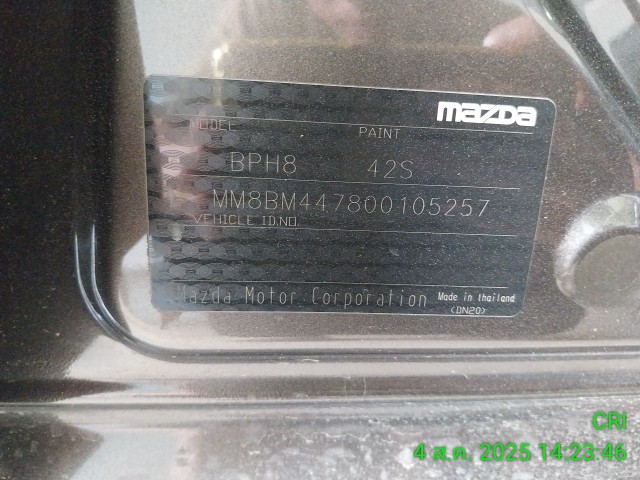 mazda
MODEL PAINT
BPH8 42S
MM8BM447800105257
VEHICLE ID.NO.
Mazda Motor Corporation Made in thailand
(DN20)
CRI
4 ส.ค. 2025 14:23:46